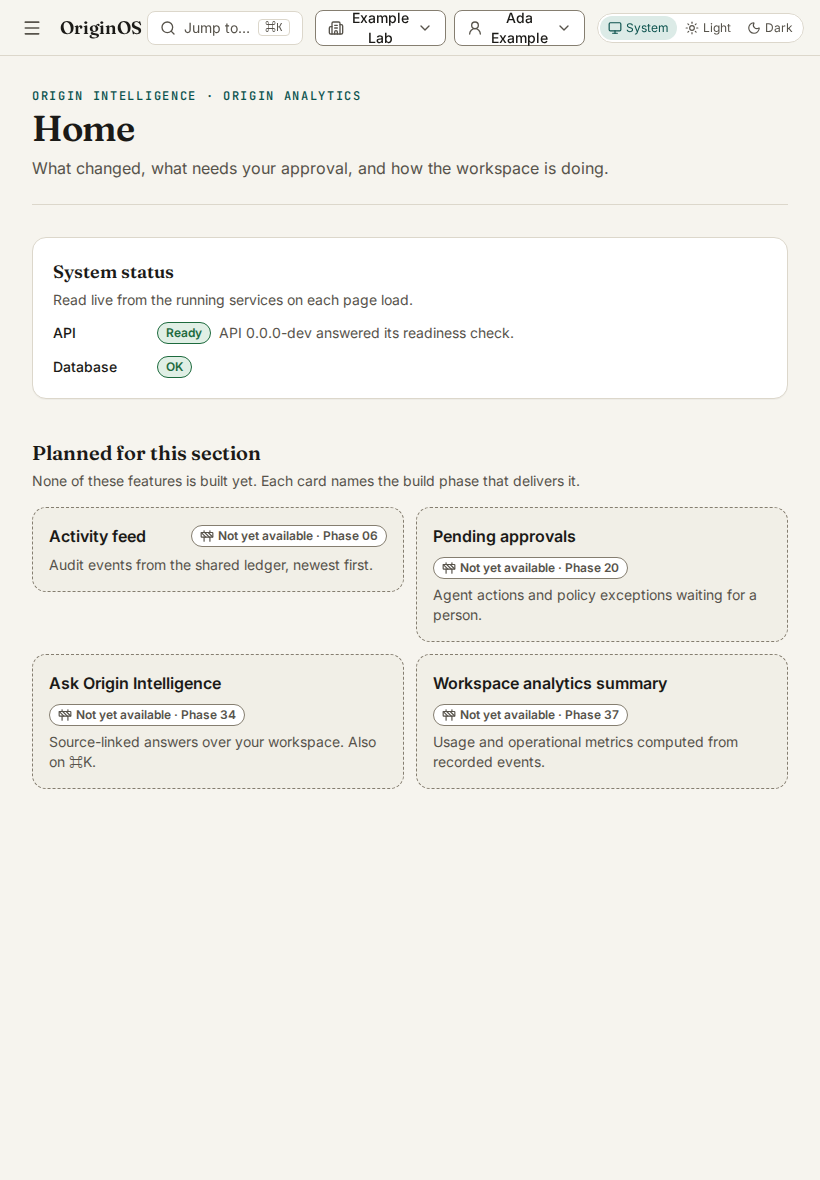 OriginOS
Jump to... ⌘K
Example
Lab
Ada
Example
System
Light
Dark
ORIGIN INTELLIGENCE · ORIGIN ANALYTICS
Home
What changed, what needs your approval, and how the workspace is doing.
System status
Read live from the running services on each page load.
API
Ready
API 0.0.0-dev answered its readiness check.
Database
OK
Planned for this section
None of these features is built yet. Each card names the build phase that delivers it.
Activity feed
Not yet available · Phase 06
Audit events from the shared ledger, newest first.
Pending approvals
Not yet available · Phase 20
Agent actions and policy exceptions waiting for a
person.
Ask Origin Intelligence
Not yet available · Phase 34
Source-linked answers over your workspace. Also
on ⌘K.
Workspace analytics summary
Not yet available · Phase 37
Usage and operational metrics computed from
recorded events.